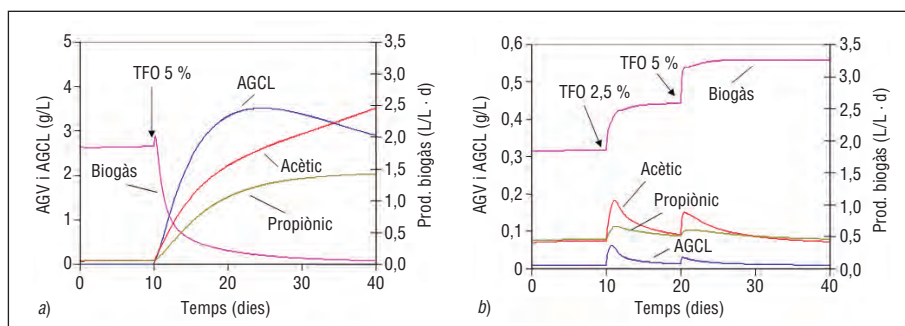 5
4
3
2
1
0
AGV i AGCL (g/L)
3,5
3,0
2,5
2,0
1,5
1,0
0,5
0,0
Prod. biogàs (L/L · d)
TFO 5 %
AGCL
Biogàs
Acètic
Propiònic
0 10 20 30 40
Temps (dies)
a)
0,6
0,5
0,4
0,3
0,2
0,1
0
AGV i AGCL (g/L)
3,5
3,0
2,5
2,0
1,5
1,0
0,5
0,0
Prod. biogàs (L/L · d)
TFO 5 %
TFO 2,5 %
Biogàs
Acètic
Propiònic
AGCL
0 10 20 30 40
Temps (dies)
b)